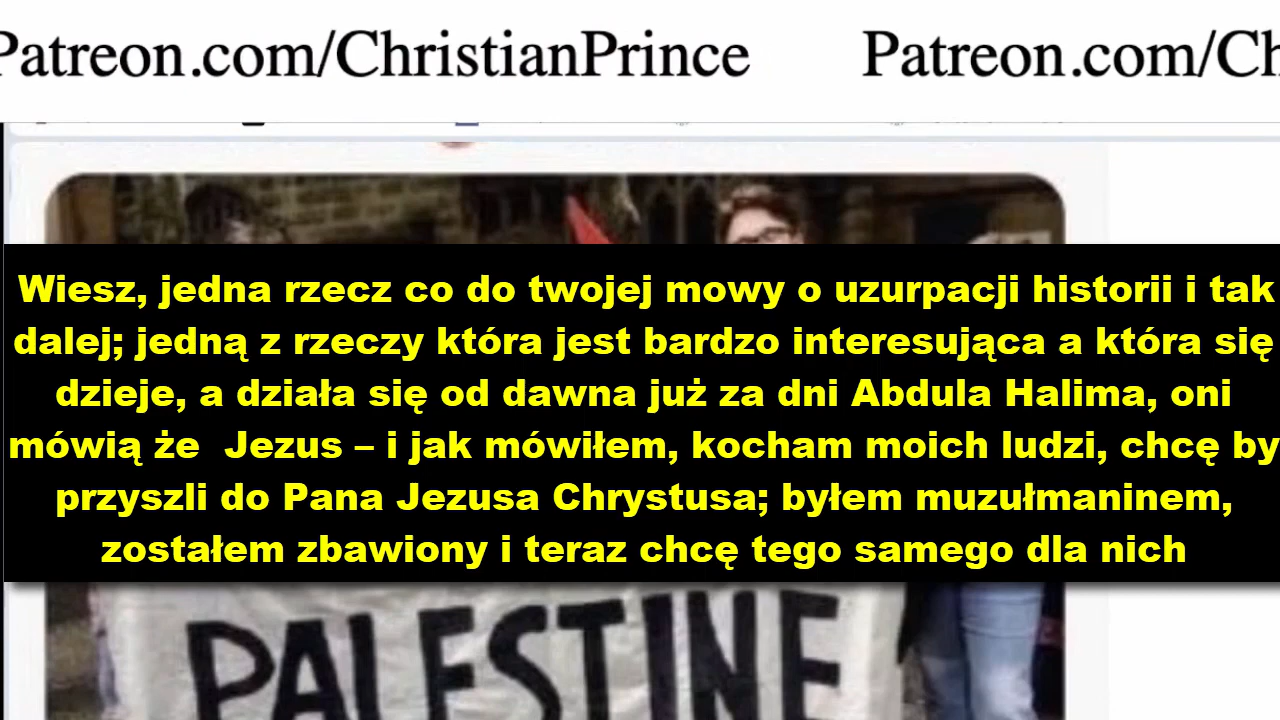 Patreon.com/ChristianPrince Patreon.com/Ch
Wiesz, jedna rzecz co do twojej mowy o uzurpacji historii i tak
dalej; jedną z rzeczy która jest bardzo interesująca a która się
dzieje, a działa się od dawna już za dni Abdula Halima, oni
mówią że  Jezus – i jak mówiłem, kocham moich ludzi, chcę by
przyszli do Pana Jezusa Chrystusa; byłem muzułmaninem,
zostałem zbawiony i teraz chcę tego samego dla nich
PALESTINE